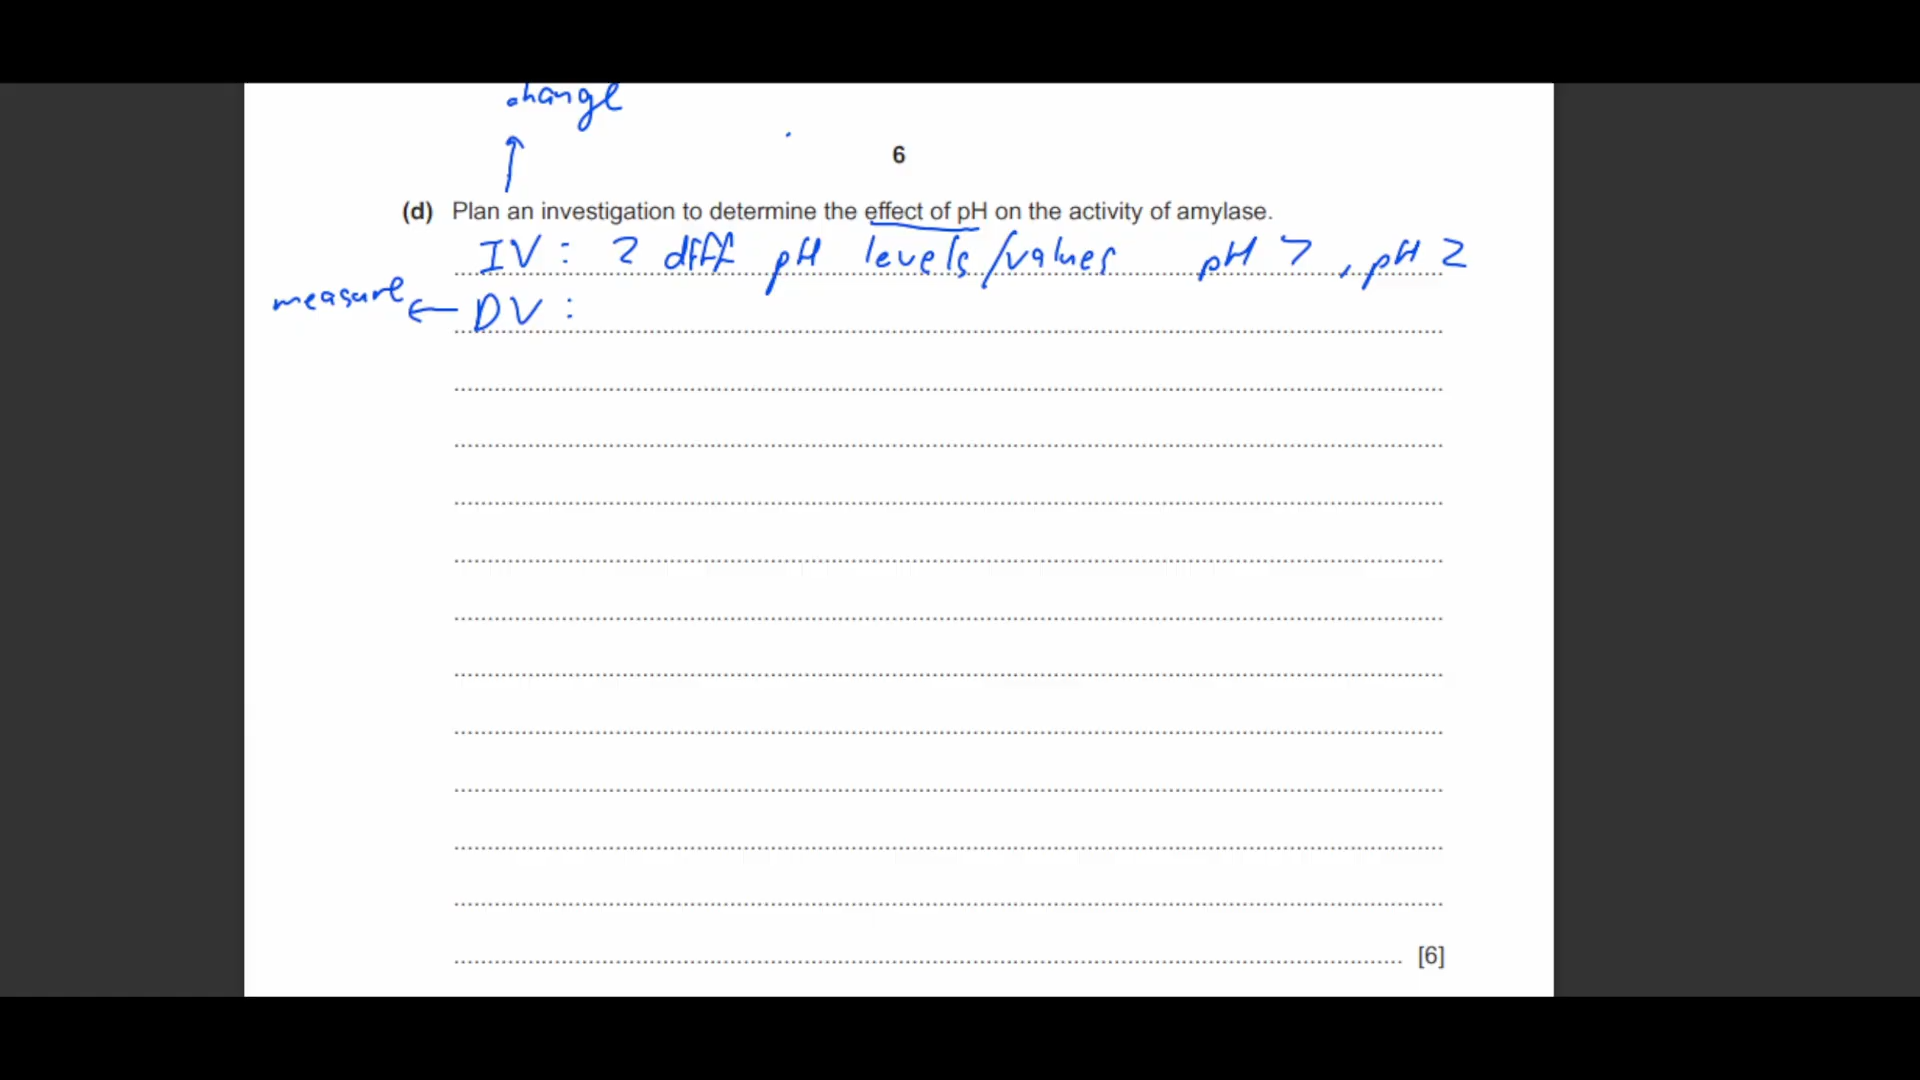 change
6
(d) Plan an investigation to determine the effect of pH on the activity of amylase.
IV : 2 diff pH levels/values pH 7, pH 2
measure ← DV :
[6]